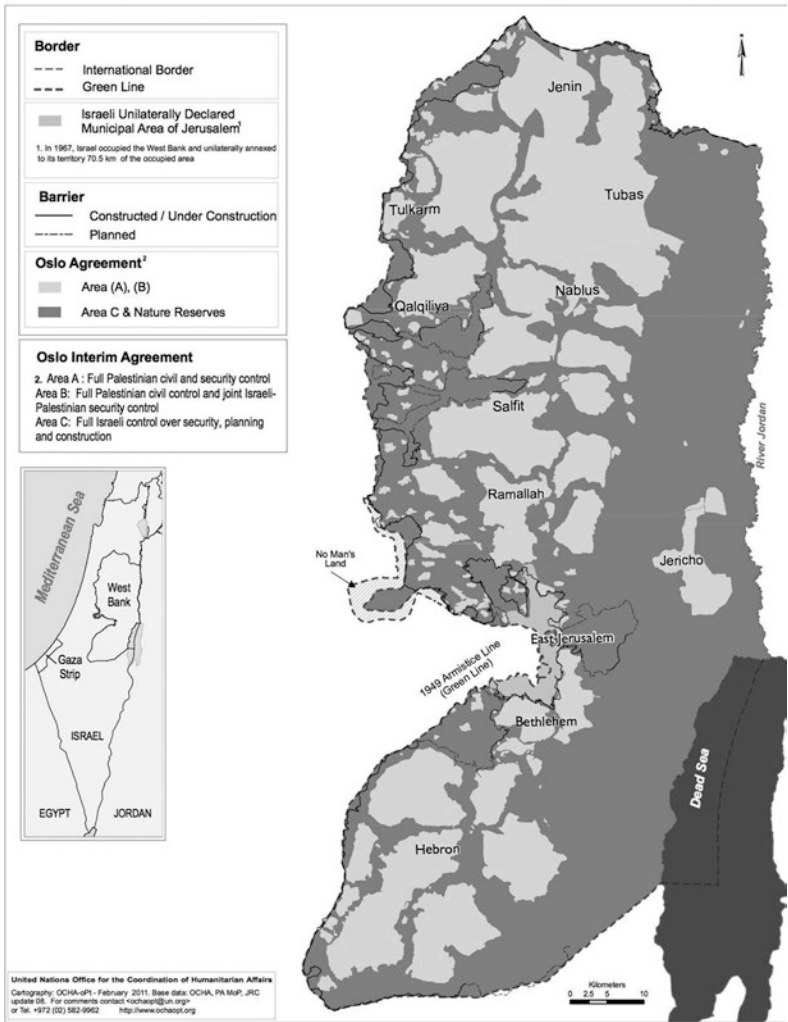 Border
International Border
Green Line
Israeli Unilaterally Declared
Municipal Area of Jerusalem¹
1. In 1967, Israel occupied the West Bank and unilaterally annexed
to its territory 70.5 km of the occupied area
Barrier
Constructed / Under Construction
Planned
Oslo Agreement²
Area (A), (B)
Area C & Nature Reserves
Oslo Interim Agreement
2. Area A : Full Palestinian civil and security control
Area B: Full Palestinian civil control and joint Israeli-
Palestinian security control
Area C: Full Israeli control over security, planning
and construction
Mediterranean Sea
West
Bank
Gaza
Strip
ISRAEL
EGYPT
JORDAN
Jenin
Tubas
Tulkarm
Nablus
Qalqiliya
Salfit
Ramallah
River Jordan
Jericho
No Man's
Land
East Jerusalem
1949 Armistice Line
(Green Line)
Bethlehem
Dead Sea
Hebron
Kilometers
0 2.5 5 10
United Nations Office for the Coordination of Humanitarian Affairs
Cartography: OCHA-oPt - February 2011. Base data: OCHA, PA MoP, JRC
update 08. For comments contact <ochaopt@un.org>
or Tel. +972 (02) 582-9962 http://www.ochaopt.org